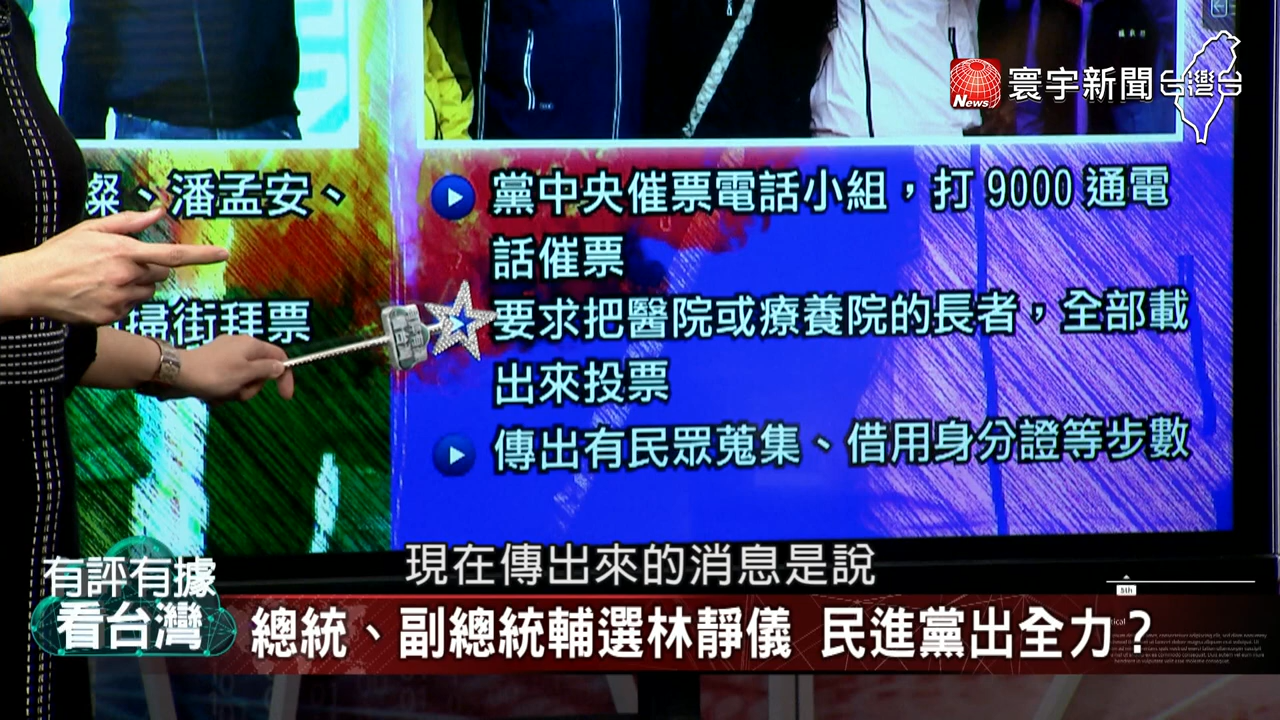 News
寰宇新聞台灣台
燦、潘孟安、
掃街拜票
黨中央催票電話小組，打 9000 通電
話催票
要求把醫院或療養院的長者，全部載
出來投票
傳出有民眾蒐集、借用身分證等步數
現在傳出來的消息是說
有評有據
看台灣
總統、副總統輔選林靜儀 民進黨出全力？
5th